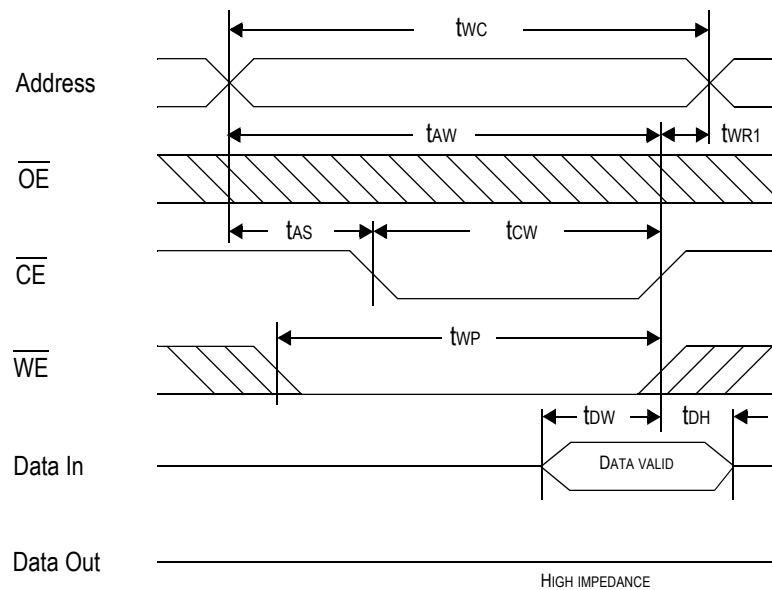 tWC
Address
tAW
tWR1
OE
tAS
tCW
CE
tWP
WE
tDW
tDH
Data In
DATA VALID
Data Out
HIGH IMPEDANCE